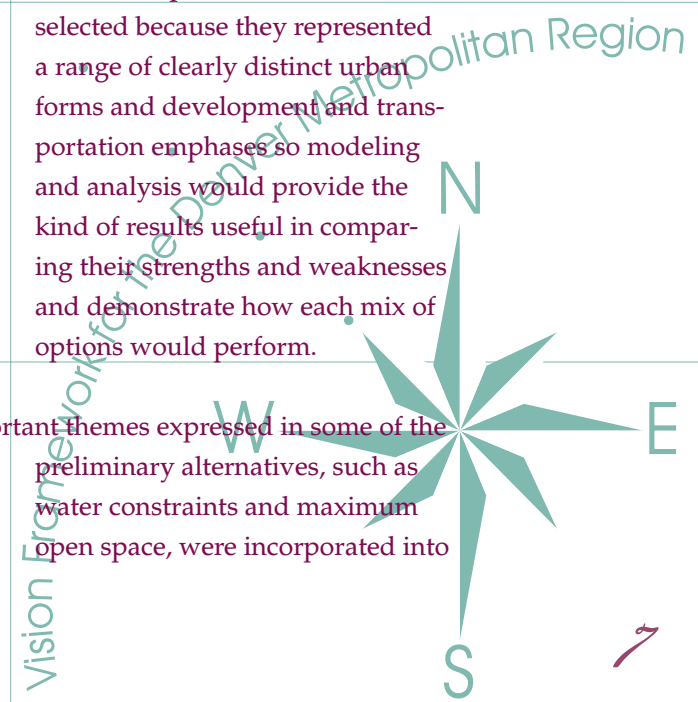 selected because they represented
a range of clearly distinct urban
forms and development and trans-
portation emphases so modeling
and analysis would provide the
kind of results useful in compar-
ing their strengths and weaknesses
and demonstrate how each mix of
options would perform.
themes expressed in some of the
preliminary alternatives, such as
water constraints and maximum
open space, were incorporated into
Vision Framework for the Denver Metropolitan Region
N
W
E
S
7